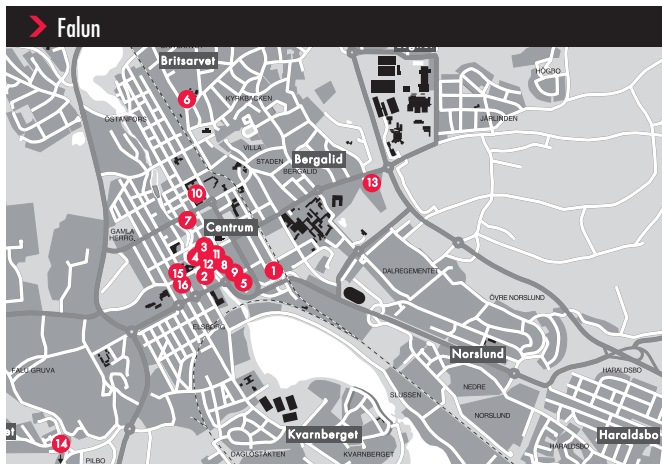 Falun
Britsarvet
HÖGBO
6
KYRKBACKEN
ÖSTANFORS
JÄRLINDEN
VILLA
STADEN
Bergalid
BERGALID
13
10
7
Centrum
GAMLA
HERRG.
3
11
4
12
8
15
9
1
2
16
5
DALREGEMENTET
ÖVRE NORSLUND
ELSBORG
Norslund
FALU GRUVA
HARALDSBO
NEDRE
SLUSSEN
NORSLUND
Kvarnberget
Haraldsbo
14
HARALDSBO
PILBO
DAGLÖSTÄKTEN
KVARNBERGET